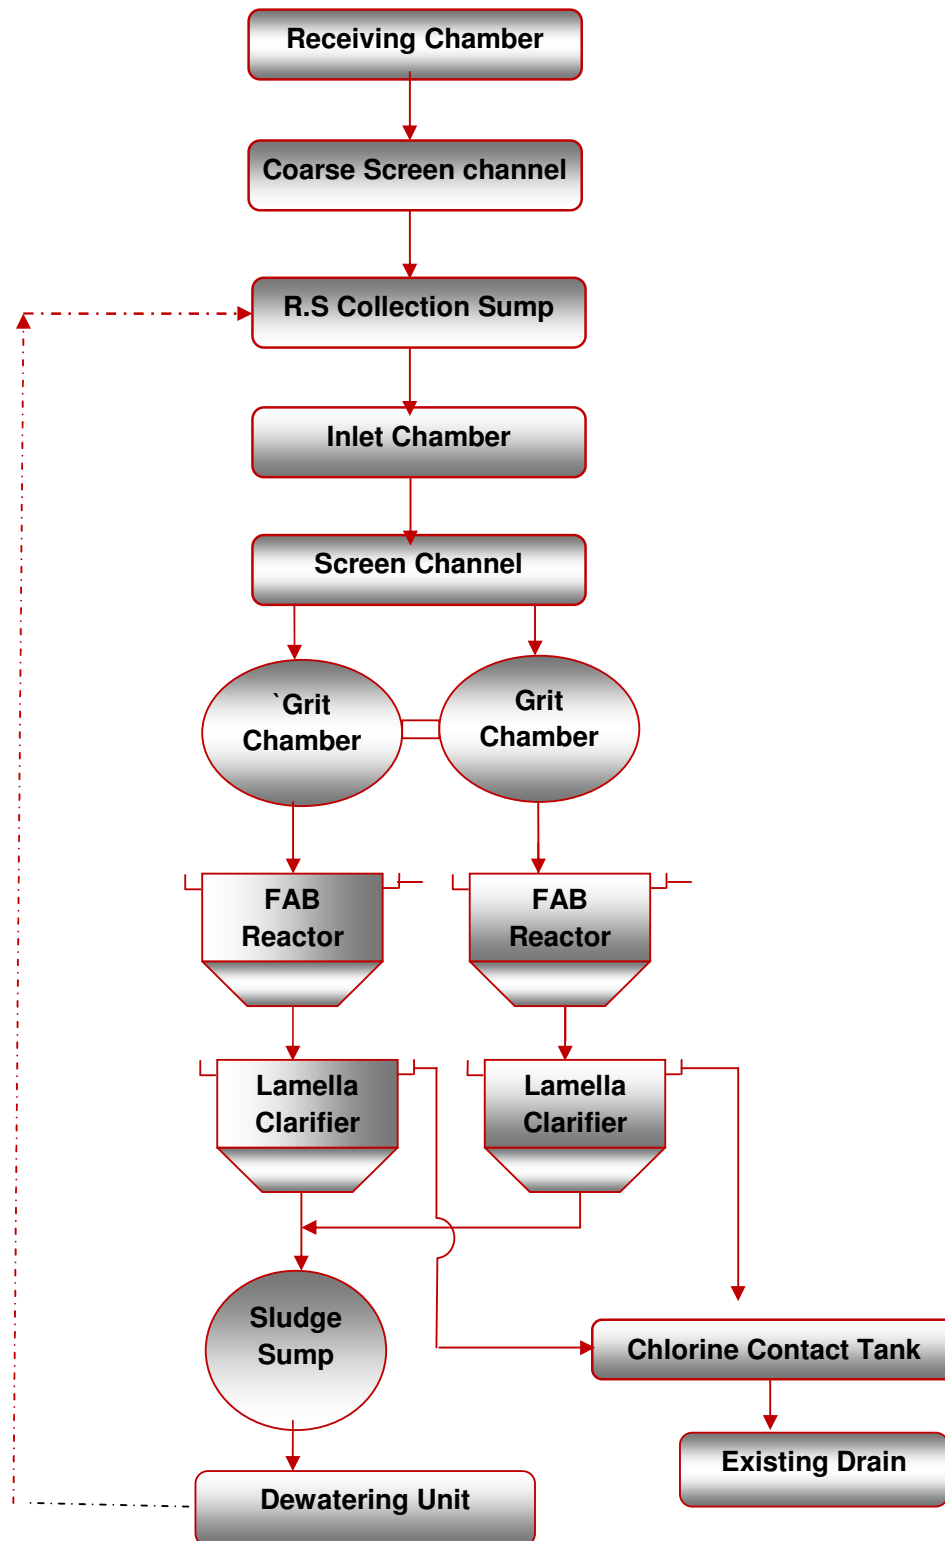 Receiving Chamber
Coarse Screen channel
R.S Collection Sump
Inlet Chamber
Screen Channel
`Grit
Chamber
Grit
Chamber
FAB
Reactor
FAB
Reactor
Lamella
Clarifier
Lamella
Clarifier
Sludge
Sump
Chlorine Contact Tank
Existing Drain
Dewatering Unit